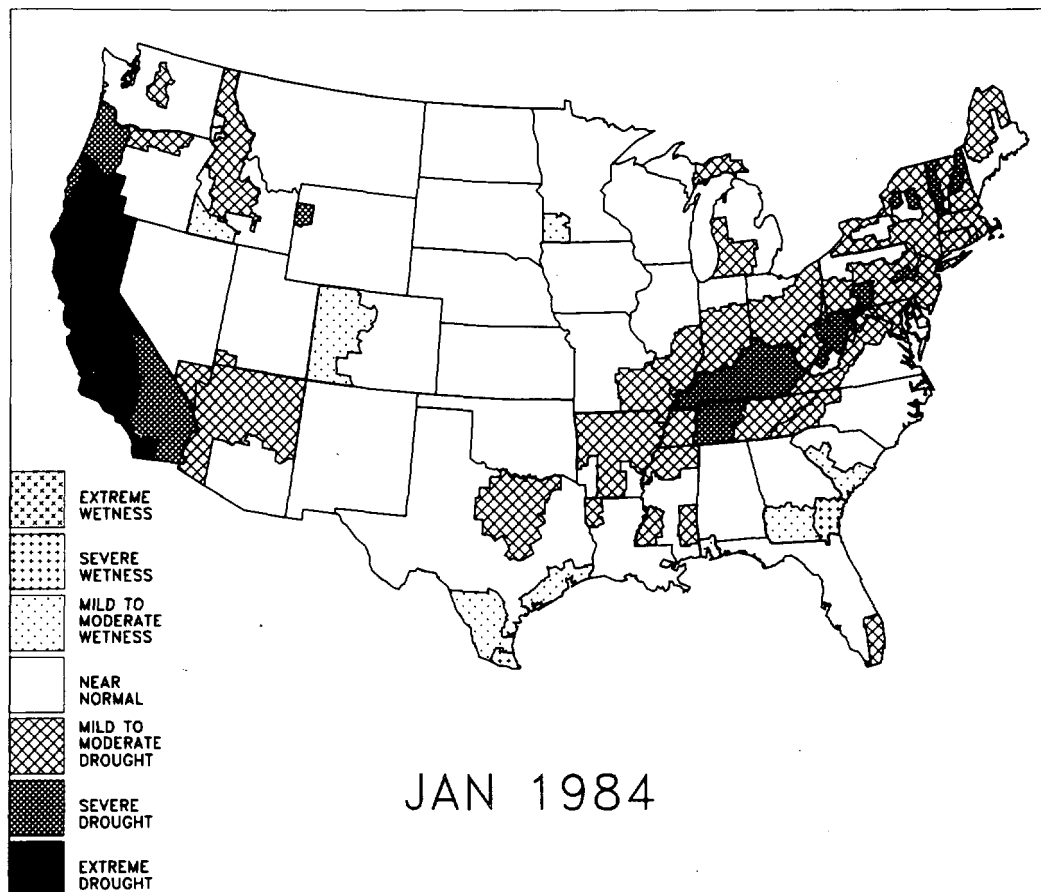 EXTREME
WETNESS
SEVERE
WETNESS
MILD TO
MODERATE
WETNESS
NEAR
NORMAL
MILD TO
MODERATE
DROUGHT
SEVERE
DROUGHT
EXTREME
DROUGHT
JAN 1984